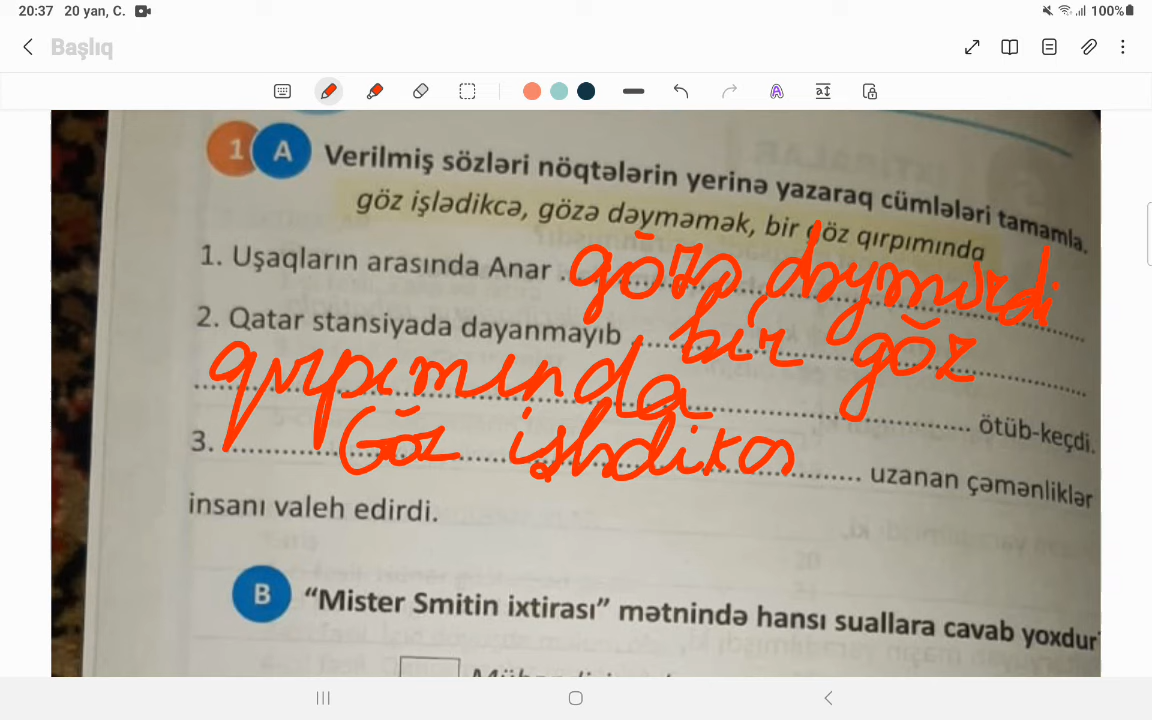 20:37 20 yan, C. 100%
Başlıq
1 A Verilmiş sözləri nöqtələrin yerinə yazaraq cümlələri tamamla.
göz işlədikcə, gözə dəyməmək, bir göz qırpımında
1. Uşaqların arasında Anar gözə dəymirdi
2. Qatar stansiyada dayanmayıb bir göz
qırpımında ötüb-keçdi.
3. Göz işlədikcə uzanan çəmənliklər
insanı valeh edirdi.
B “Mister Smitin ixtirası” mətnində hansı suallara cavab yoxdur